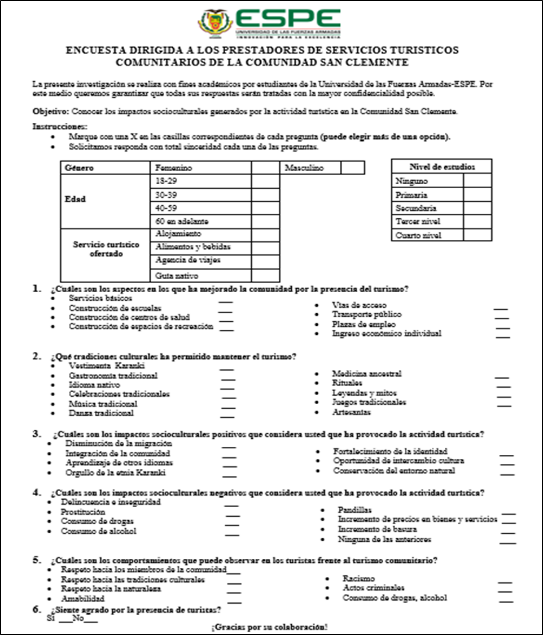 ESPE
UNIVERSIDAD DE LAS FUERZAS ARMADAS
INNOVACIÓN PARA LA EXCELENCIA
ENCUESTA DIRIGIDA A LOS PRESTADORES DE SERVICIOS TURISTICOS
COMUNITARIOS DE LA COMUNIDAD SAN CLEMENTE
La presente investigación se realiza con fines académicos por estudiantes de la Universidad de las Fuerzas Armadas-ESPE. Por
este medio queremos garantizar que todas sus respuestas serán tratadas con la mayor confidencialidad posible.
Objetivo: Conocer los impactos socioculturales generados por la actividad turística en la Comunidad San Clemente.
Instrucciones:
• Marque con una X en las casillas correspondientes de cada pregunta (puede elegir más de una opción).
• Solicitamos responda con total sinceridad cada una de las preguntas.
Género Femenino Masculino
Edad
18-29
30-39
40-59
60 en adelante
Servicio turístico ofertado
Alojamiento
Alimentos y bebidas
Agencia de viajes
Guía nativo
Nivel de estudios
Ninguno
Primaria
Secundaria
Tercer nivel
Cuarto nivel
1. ¿Cuáles son los aspectos en los que ha mejorado la comunidad por la presencia del turismo?
• Servicios básicos ___
• Construcción de escuelas ___
• Construcción de centros de salud ___
• Construcción de espacios de recreación ___
• Vías de acceso ___
• Transporte público ___
• Plazas de empleo ___
• Ingreso económico individual ___
2. ¿Qué tradiciones culturales ha permitido mantener el turismo?
• Vestimenta Karanki ___
• Gastronomía tradicional ___
• Idioma nativo ___
• Celebraciones tradicionales ___
• Música tradicional ___
• Danza tradicional ___
• Medicina ancestral ___
• Rituales ___
• Leyendas y mitos ___
• Juegos tradicionales ___
• Artesanías ___
3. ¿Cuáles son los impactos socioculturales positivos que considera usted que ha provocado la actividad turística?
• Disminución de la migración ___
• Integración de la comunidad ___
• Aprendizaje de otros idiomas ___
• Orgullo de la etnia Karanki ___
• Fortalecimiento de la identidad ___
• Oportunidad de intercambio cultura ___
• Conservación del entorno natural ___
4. ¿Cuáles son los impactos socioculturales negativos que considera usted que ha provocado la actividad turística?
• Delincuencia e inseguridad ___
• Prostitución ___
• Consumo de drogas ___
• Consumo de alcohol ___
• Pandillas ___
• Incremento de precios en bienes y servicios ___
• Incremento de basura ___
• Ninguna de las anteriores ___
5. ¿Cuáles son los comportamientos que puede observar en los turistas frente al turismo comunitario?
• Respeto hacia los miembros de la comunidad___
• Respeto hacia las tradiciones culturales ___
• Respeto hacia la naturaleza ___
• Amabilidad ___
• Racismo ___
• Actos criminales ___
• Consumo de drogas, alcohol ___
6. ¿Siente agrado por la presencia de turistas?
Si ___No___
¡Gracias por su colaboración!